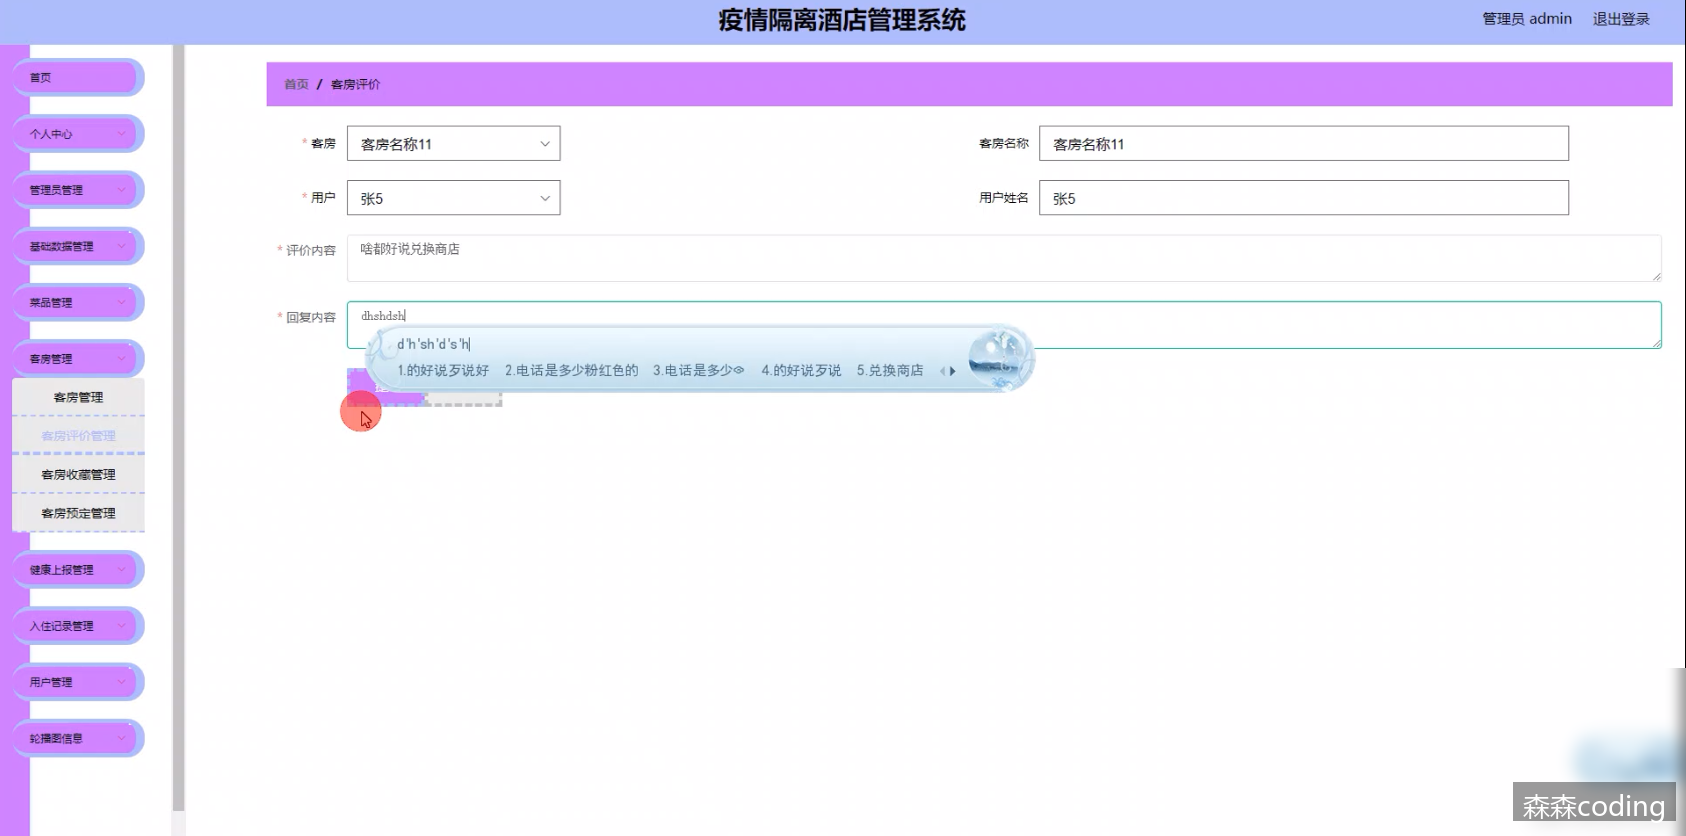 疫情隔离酒店管理系统
管理员 admin 退出登录
首页
个人中心
管理员管理
基础数据管理
菜品管理
客房管理
客房管理
客房评价管理
客房收藏管理
客房预定管理
健康上报管理
入住记录管理
用户管理
轮播图信息
首页 / 客房评价
* 客房 客房名称11 客房名称 客房名称11
* 用户 张5 用户姓名 张5
* 评价内容 啥都好说兑换商店
* 回复内容 dhshdsh
d'h'sh'd's'h
1.的好说歹说好 2.电话是多少粉红色的 3.电话是多少 4.的好说歹说 5.兑换商店
森森coding